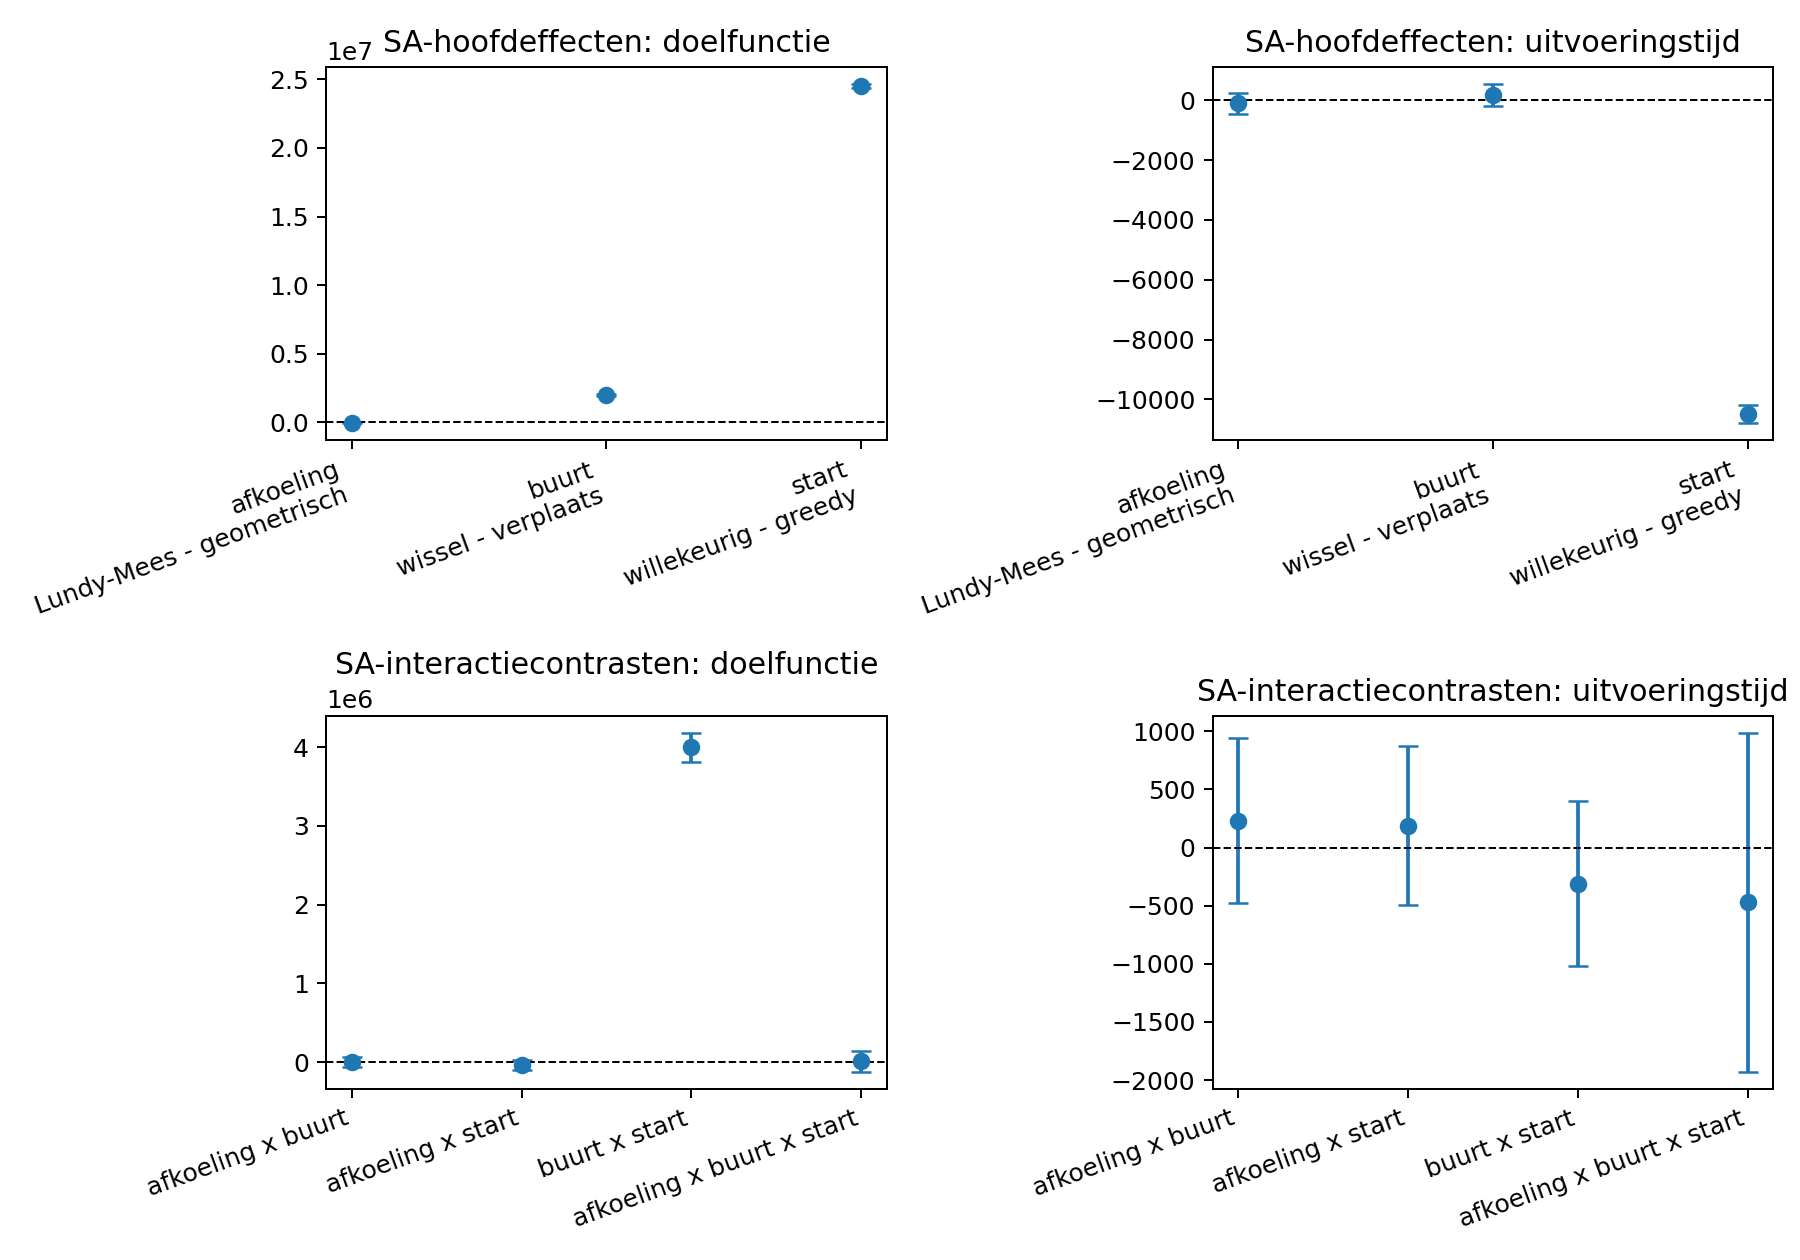 SA-hoofdeffecten: doelfunctie
1e7
2.5
2.0
1.5
1.0
0.5
0.0
afkoeling
Lundy-Mees - geometrisch
buurt
wissel - verplaats
start
willekeurig - greedy
SA-hoofdeffecten: uitvoeringstijd
0
−2000
−4000
−6000
−8000
−10000
afkoeling
Lundy-Mees - geometrisch
buurt
wissel - verplaats
start
willekeurig - greedy
SA-interactiecontrasten: doelfunctie
1e6
4
3
2
1
0
afkoeling x buurt
afkoeling x start
buurt x start
afkoeling x buurt x start
SA-interactiecontrasten: uitvoeringstijd
1000
500
0
−500
−1000
−1500
−2000
afkoeling x buurt
afkoeling x start
buurt x start
afkoeling x buurt x start